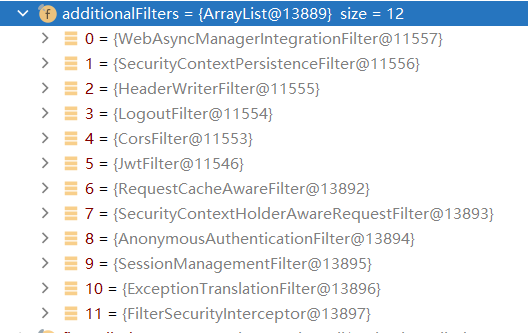 additionalFilters = {ArrayList@13889} size = 12
0 = {WebAsyncManagerIntegrationFilter@11557}
1 = {SecurityContextPersistenceFilter@11556}
2 = {HeaderWriterFilter@11555}
3 = {LogoutFilter@11554}
4 = {CorsFilter@11553}
5 = {JwtFilter@11546}
6 = {RequestCacheAwareFilter@13892}
7 = {SecurityContextHolderAwareRequestFilter@13893}
8 = {AnonymousAuthenticationFilter@13894}
9 = {SessionManagementFilter@13895}
10 = {ExceptionTranslationFilter@13896}
11 = {FilterSecurityInterceptor@13897}